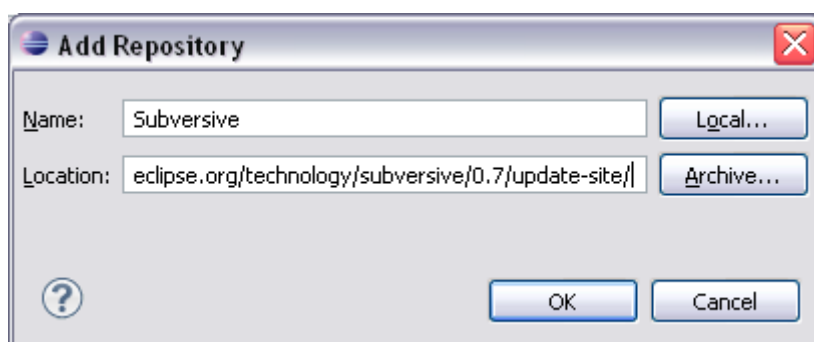 Add Repository
Name: Subversive Local...
Location: eclipse.org/technology/subversive/0.7/update-site/ Archive...
?
OK Cancel